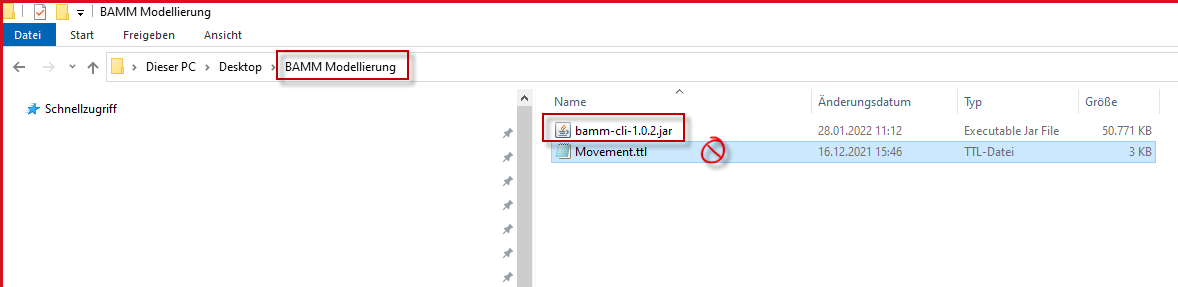 BAMM Modellierung
Datei Start Freigeben Ansicht
Dieser PC Desktop BAMM Modellierung
Schnellzugriff
Name Änderungsdatum Typ Größe
bamm-cli-1.0.2.jar 28.01.2022 11:12 Executable Jar File 50.771 KB
Movement.ttl 16.12.2021 15:46 TTL-Datei 3 KB